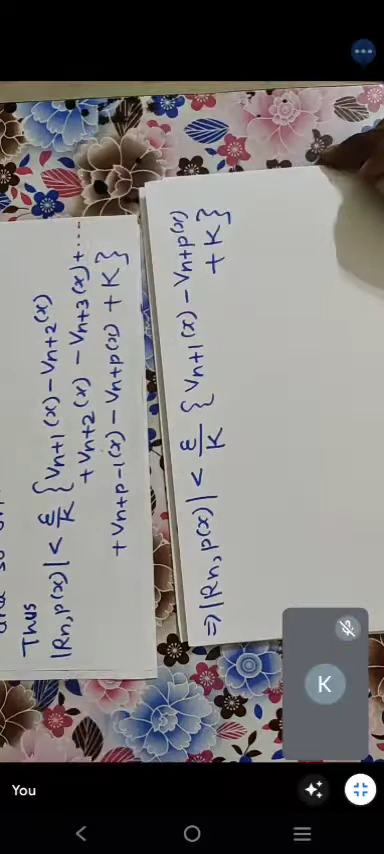 Thus
|Rn, p(x)| < ε/K { Vn+1(x) - Vn+2(x)
+ Vn+2(x) - Vn+3(x) + ....
+ Vn+p-1(x) - Vn+p(x) + K }
⇒ |Rn, p(x)| < ε/K { Vn+1(x) - Vn+p(x)
+ K }
K
You